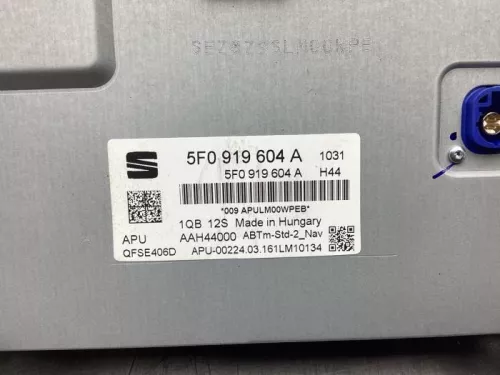 5F0 919 604 A 1031
5F0 919 604 A H44
*009 APULM00WPEB*
1QB 12S Made in Hungary
APU AAH44000 ABTm-Std-2_Nav
QFSE406D APU-00224.03.161LM10134